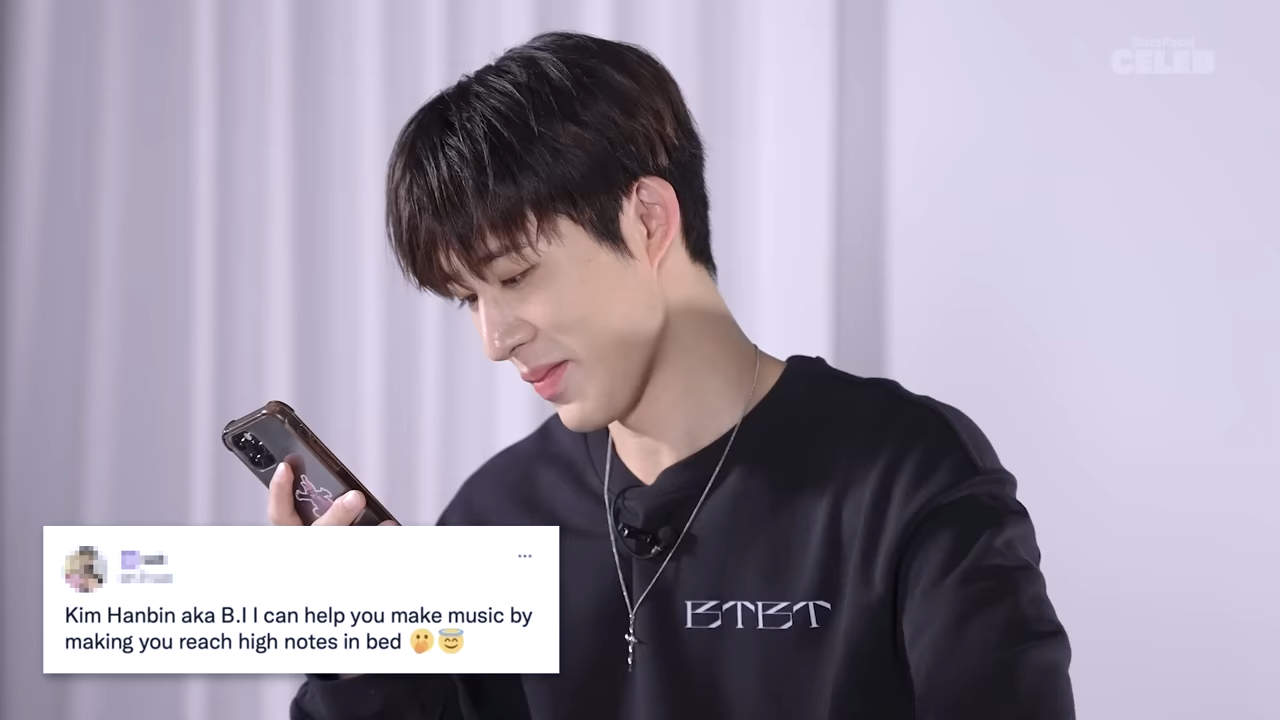 BuzzFeed
CELEB
BTBT
Kim Hanbin aka B.I I can help you make music by
making you reach high notes in bed 🫢😇